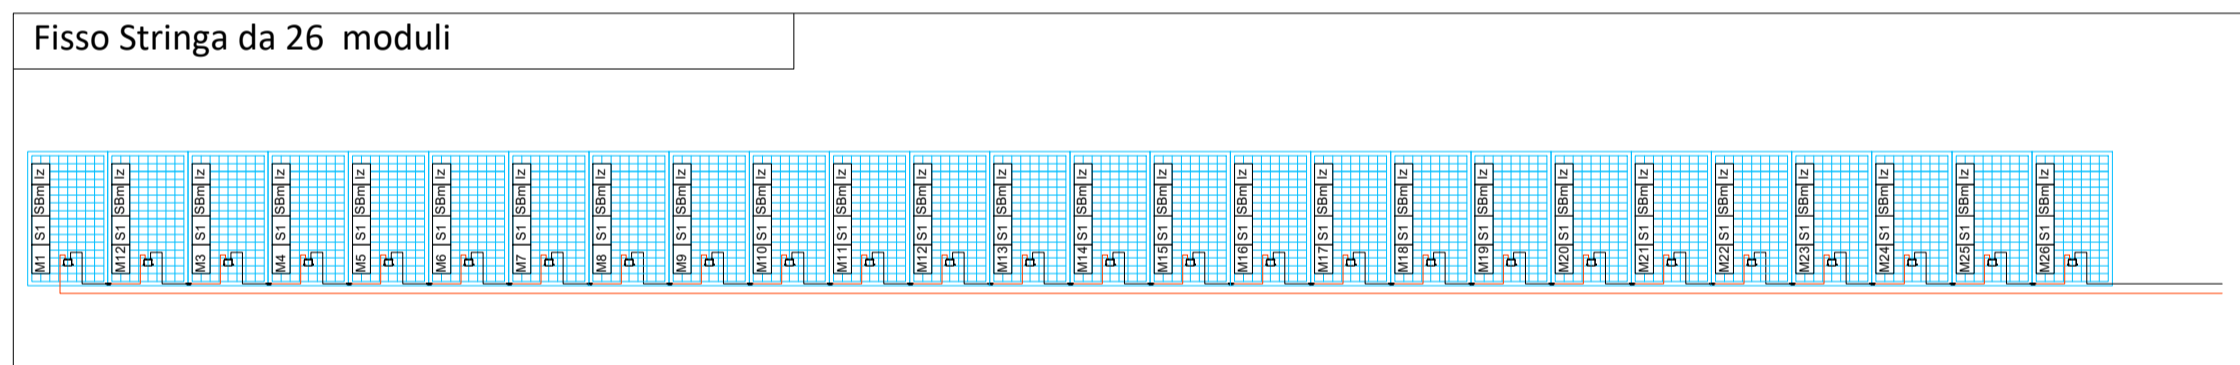 Fisso Stringa da 26 moduli
M1 S1 SBm Iz
M12 S1 SBm Iz
M3 S1 SBm Iz
M4 S1 SBm Iz
M5 S1 SBm Iz
M6 S1 SBm Iz
M7 S1 SBm Iz
M8 S1 SBm Iz
M9 S1 SBm Iz
M10 S1 SBm Iz
M11 S1 SBm Iz
M12 S1 SBm Iz
M13 S1 SBm Iz
M14 S1 SBm Iz
M15 S1 SBm Iz
M16 S1 SBm Iz
M17 S1 SBm Iz
M18 S1 SBm Iz
M19 S1 SBm Iz
M20 S1 SBm Iz
M21 S1 SBm Iz
M22 S1 SBm Iz
M23 S1 SBm Iz
M24 S1 SBm Iz
M25 S1 SBm Iz
M26 S1 SBm Iz